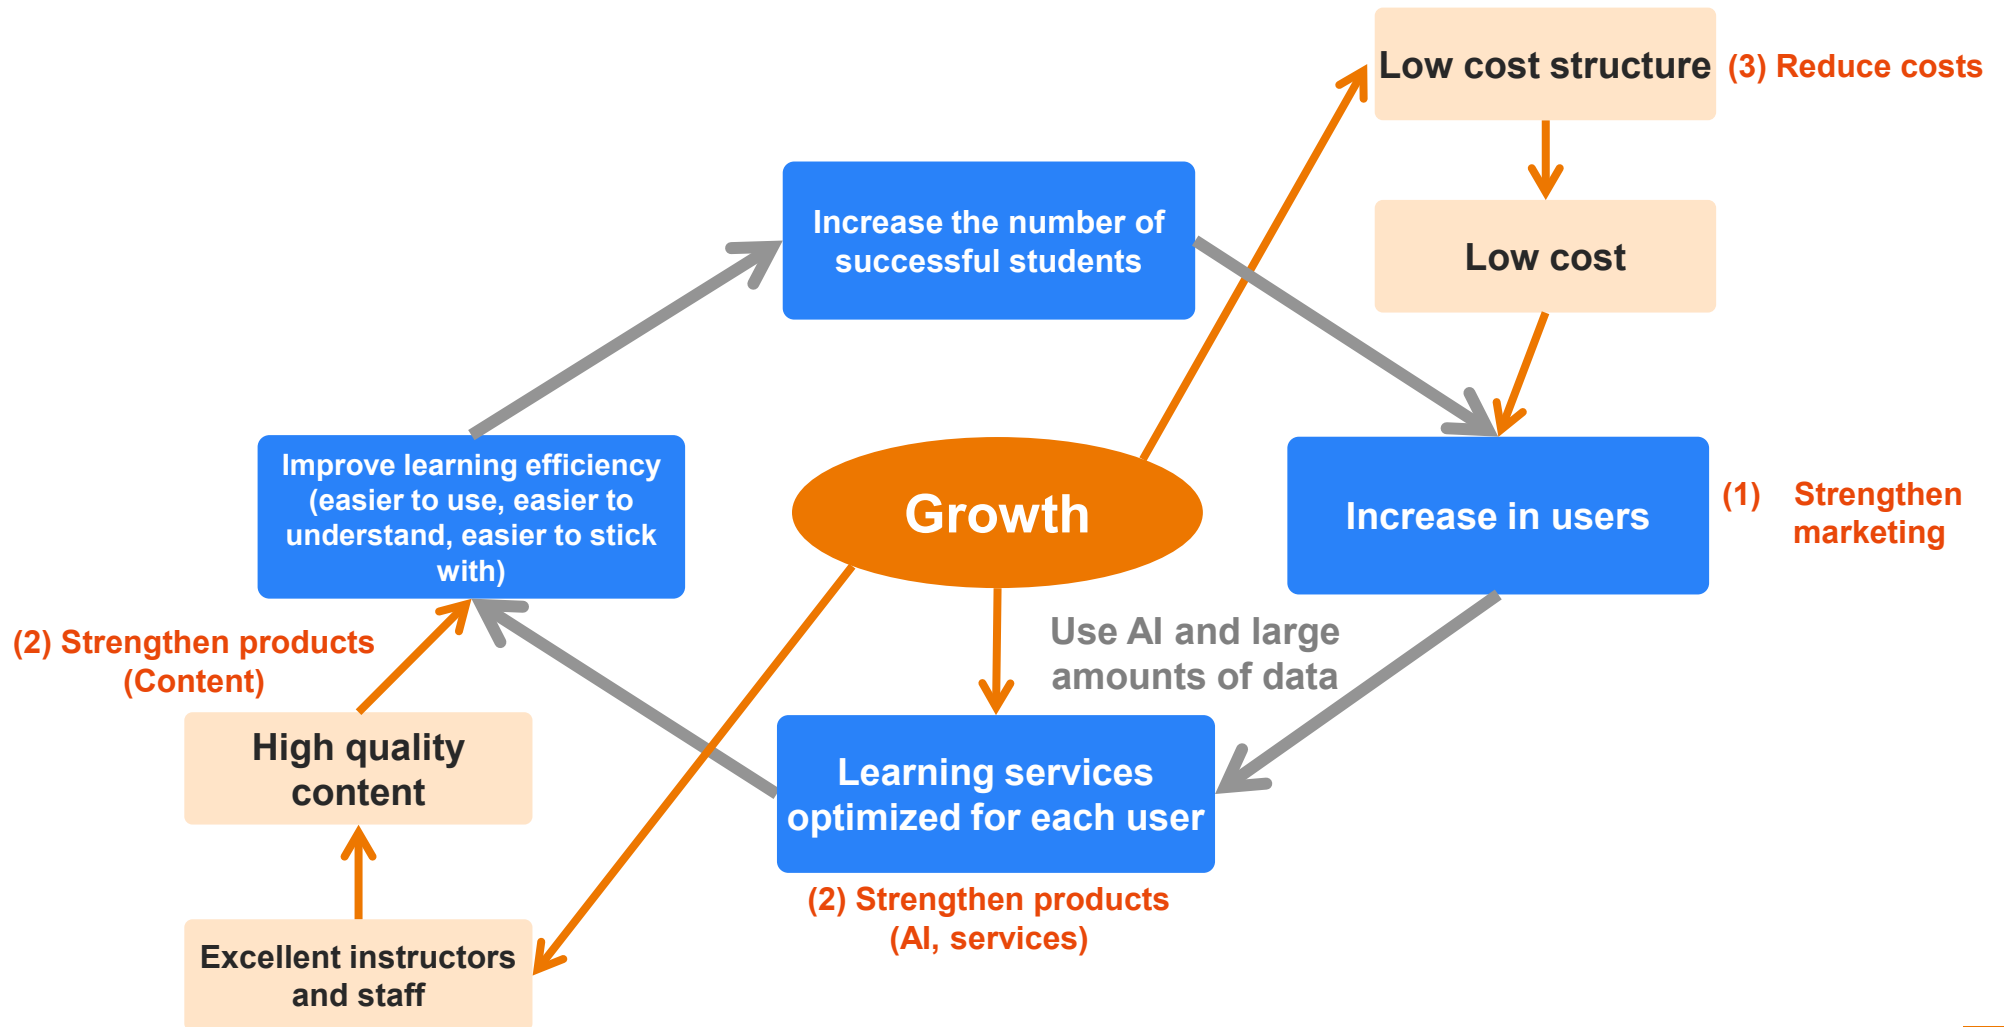 Low cost structure
(3) Reduce costs
Increase the number of
successful students
Low cost
Improve learning efficiency
(easier to use, easier to
understand, easier to stick
with)
Growth
Increase in users
(1) Strengthen
marketing
Use AI and large
amounts of data
(2) Strengthen products
(Content)
High quality
content
Learning services
optimized for each user
(2) Strengthen products
(AI, services)
Excellent instructors
and staff